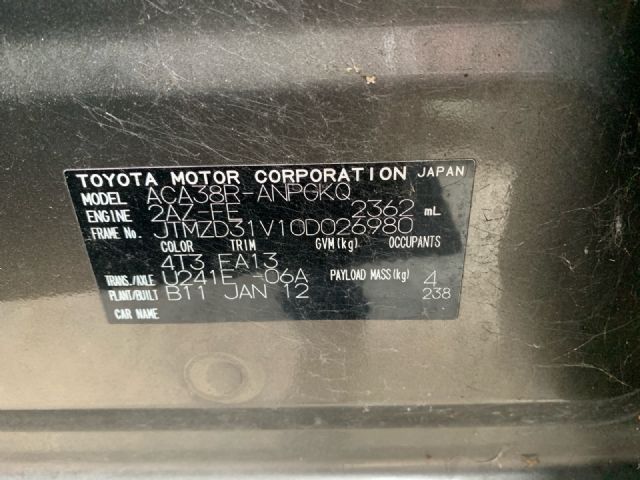 TOYOTA MOTOR CORPORATION JAPAN
MODEL ACA38R-ANPGKQ
ENGINE 2AZ-FE 2362 mL
FRAME No. JTMZD31V10D026980
COLOR TRIM GVM(kg) OCCUPANTS
4T3 FA13
TRANS./AXLE U241E -06A PAYLOAD MASS(kg) 4
PLANT/BUILT B11 JAN 12 238
CAR NAME